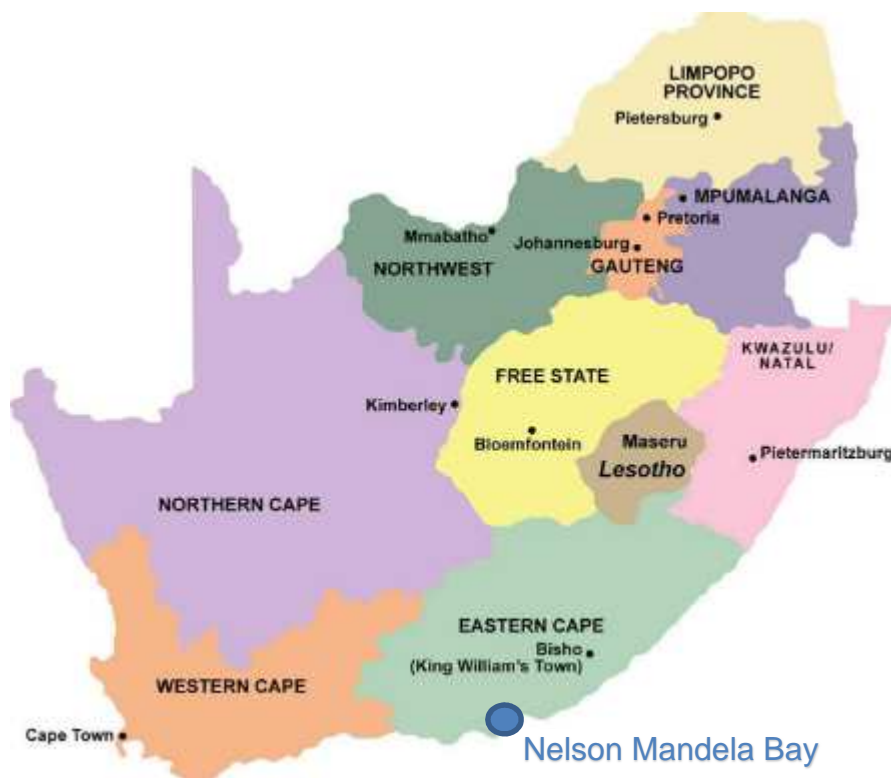 LIMPOPO
PROVINCE
Pietersburg
MPUMALANGA
Pretoria
Mmabatho
Johannesburg
NORTHWEST
GAUTENG
KWAZULU/
NATAL
FREE STATE
Kimberley
Bloemfontein
Maseru
Lesotho
Pietermaritzburg
NORTHERN CAPE
EASTERN CAPE
Bisho
(King William's Town)
WESTERN CAPE
Cape Town
Nelson Mandela Bay